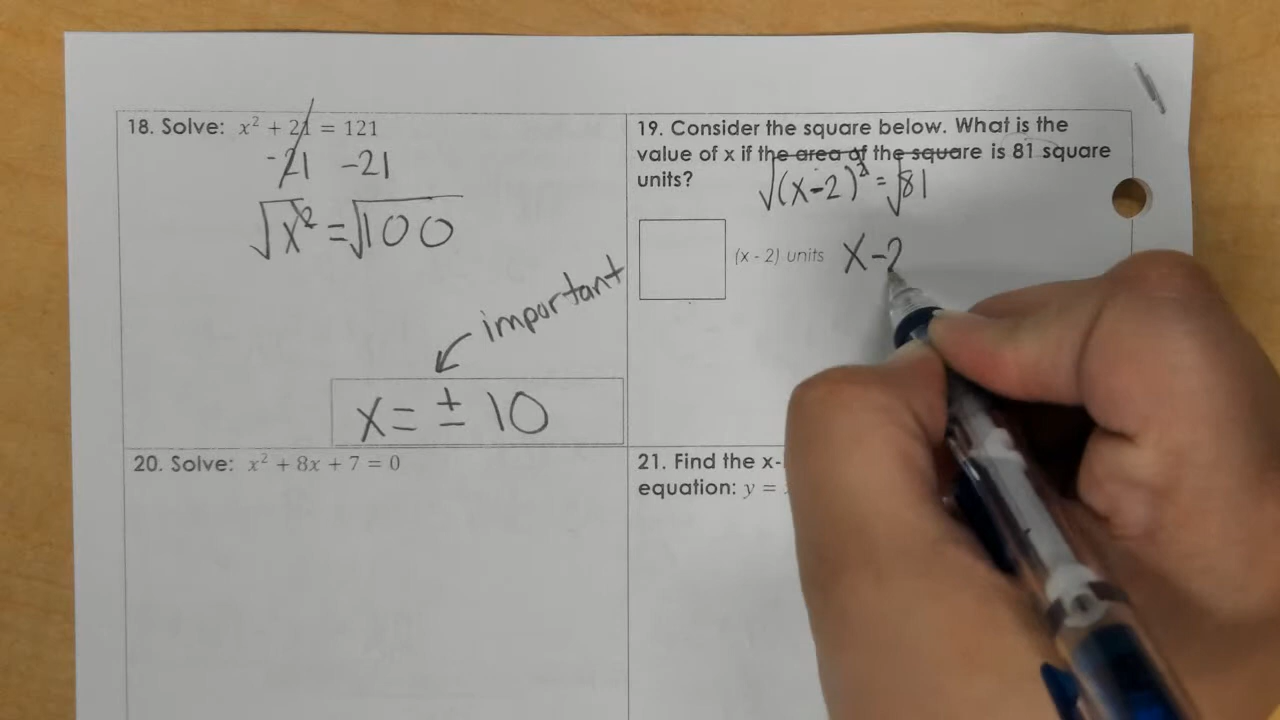 18. Solve: x² + 21 = 121
-21 -21
√x² = √100
important
x = ± 10
19. Consider the square below. What is the
value of x if the area of the square is 81 square
units?
√(x-2)² = √81
(x - 2) units
x-2
20. Solve: x² + 8x + 7 = 0
21. Find the x-
equation: y =